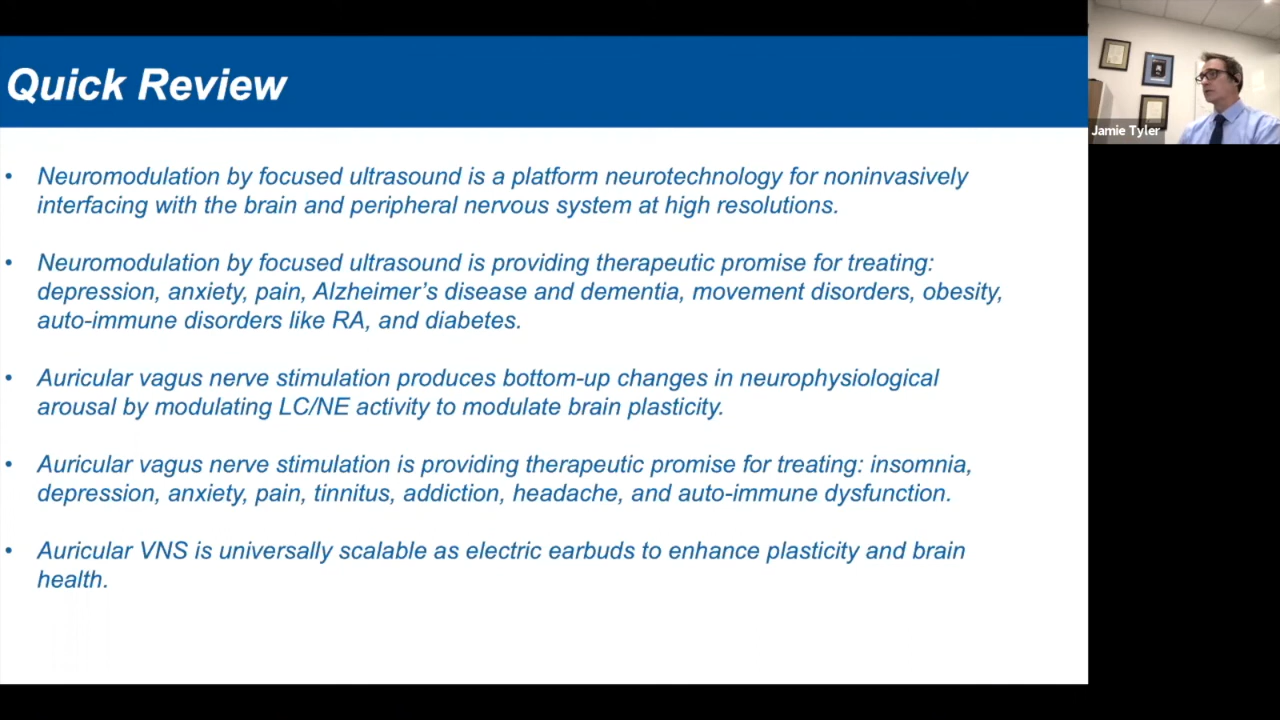 Quick Review
• Neuromodulation by focused ultrasound is a platform neurotechnology for noninvasively
interfacing with the brain and peripheral nervous system at high resolutions.
• Neuromodulation by focused ultrasound is providing therapeutic promise for treating:
depression, anxiety, pain, Alzheimer's disease and dementia, movement disorders, obesity,
auto-immune disorders like RA, and diabetes.
• Auricular vagus nerve stimulation produces bottom-up changes in neurophysiological
arousal by modulating LC/NE activity to modulate brain plasticity.
• Auricular vagus nerve stimulation is providing therapeutic promise for treating: insomnia,
depression, anxiety, pain, tinnitus, addiction, headache, and auto-immune dysfunction.
• Auricular VNS is universally scalable as electric earbuds to enhance plasticity and brain
health.
Jamie Tyler